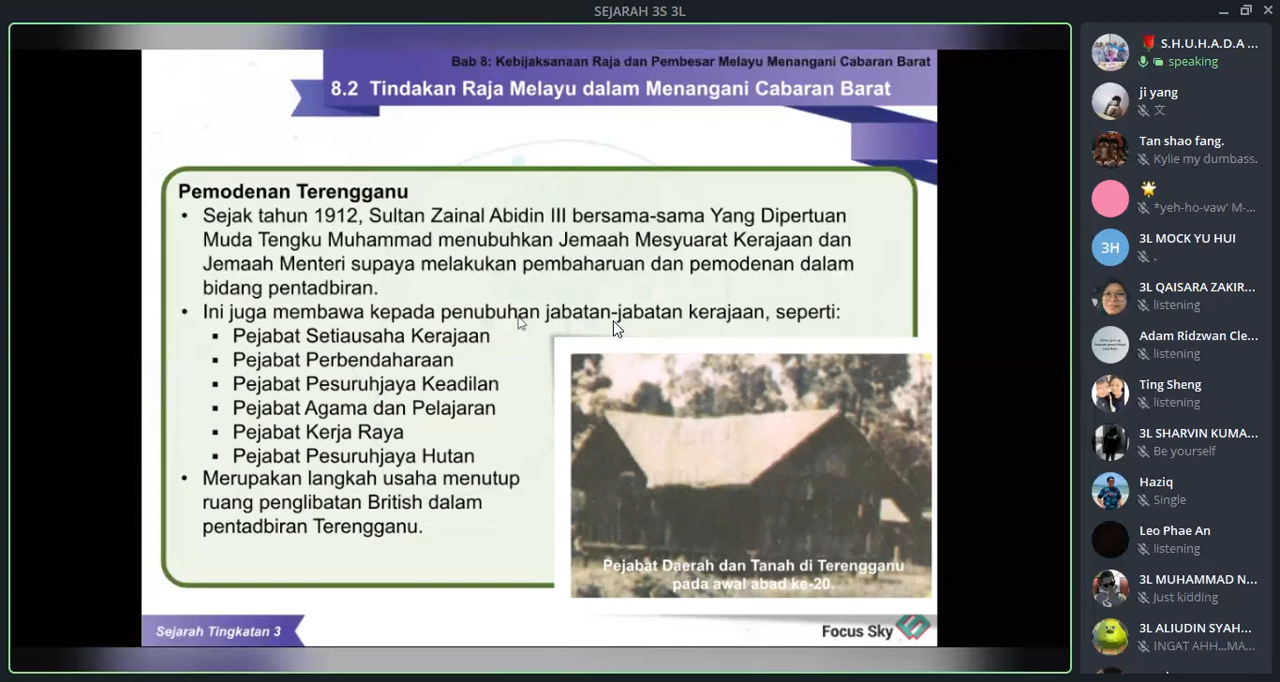 SEJARAH 3S 3L
Bab 8: Kebijaksanaan Raja dan Pembesar Melayu Menangani Cabaran Barat
8.2 Tindakan Raja Melayu dalam Menangani Cabaran Barat
Pemodenan Terengganu
• Sejak tahun 1912, Sultan Zainal Abidin III bersama-sama Yang Dipertuan
Muda Tengku Muhammad menubuhkan Jemaah Mesyuarat Kerajaan dan
Jemaah Menteri supaya melakukan pembaharuan dan pemodenan dalam
bidang pentadbiran.
• Ini juga membawa kepada penubuhan jabatan-jabatan kerajaan, seperti:
▪ Pejabat Setiausaha Kerajaan
▪ Pejabat Perbendaharaan
▪ Pejabat Pesuruhjaya Keadilan
▪ Pejabat Agama dan Pelajaran
▪ Pejabat Kerja Raya
▪ Pejabat Pesuruhjaya Hutan
• Merupakan langkah usaha menutup
ruang penglibatan British dalam
pentadbiran Terengganu.
Pejabat Daerah dan Tanah di Terengganu
pada awal abad ke-20.
Sejarah Tingkatan 3
Focus Sky
🌹 S.H.U.H.A.D.A ...
speaking
ji yang
文
Tan shao fang.
Kylie my dumbass.
🌟
*yeh-ho-vaw' M-...
3H
3L MOCK YU HUI
.
3L QAISARA ZAKIR...
listening
Adam Ridzwan Cle...
listening
Ting Sheng
listening
3L SHARVIN KUMA...
Be yourself
Haziq
Single
Leo Phae An
listening
3L MUHAMMAD N...
Just kidding
3L ALIUDIN SYAH...
INGAT AHH...MA...